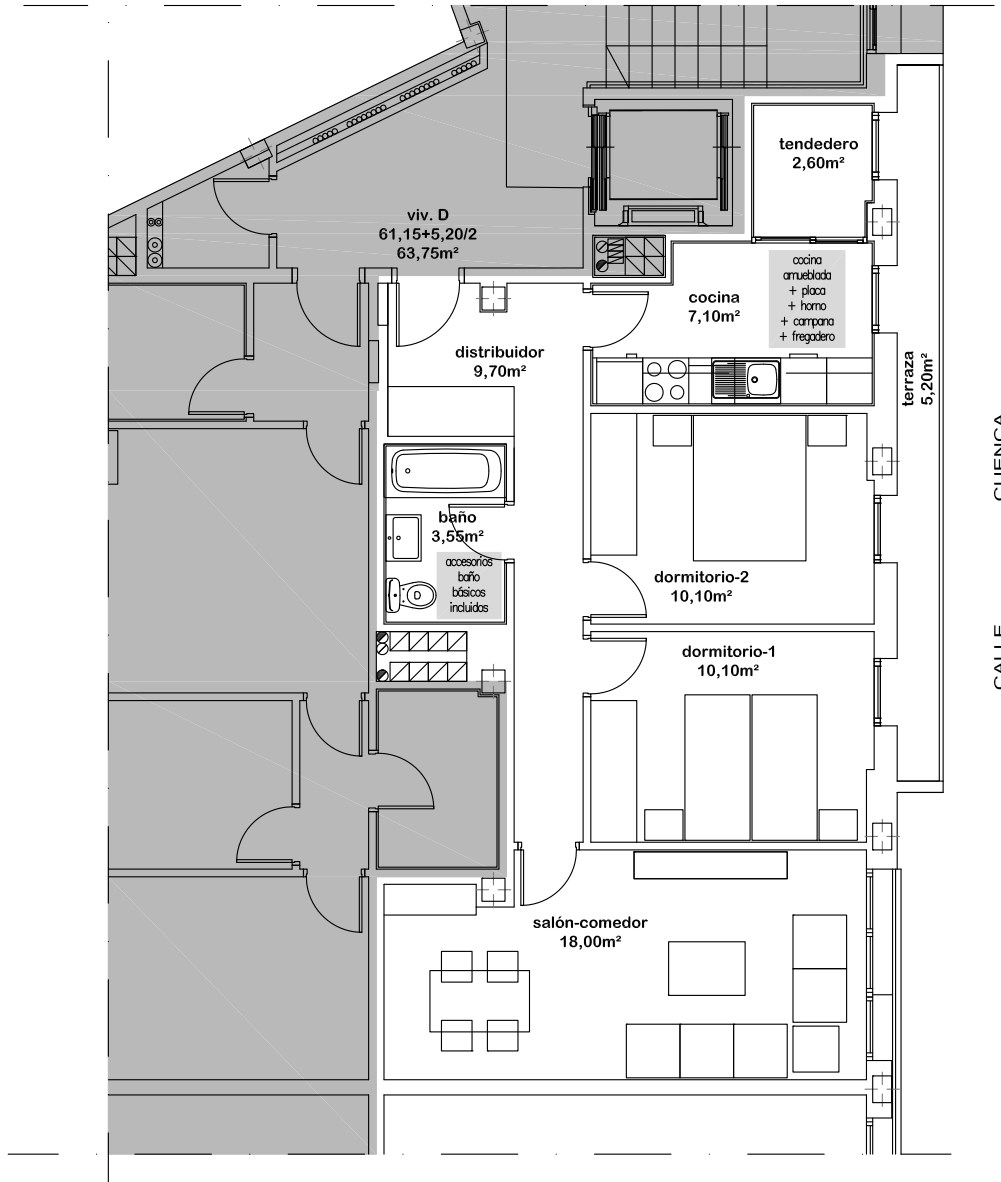 tendedero
2,60m²
viv. D
61,15+5,20/2
63,75m²
cocina
amueblada
+ placa
+ horno
+ campana
+ fregadero
cocina
7,10m²
distribuidor
9,70m²
terraza
5,20m²
CALLE CUENCA
baño
3,55m²
accesorios
baño
básicos
incluidos
dormitorio-2
10,10m²
dormitorio-1
10,10m²
salón-comedor
18,00m²